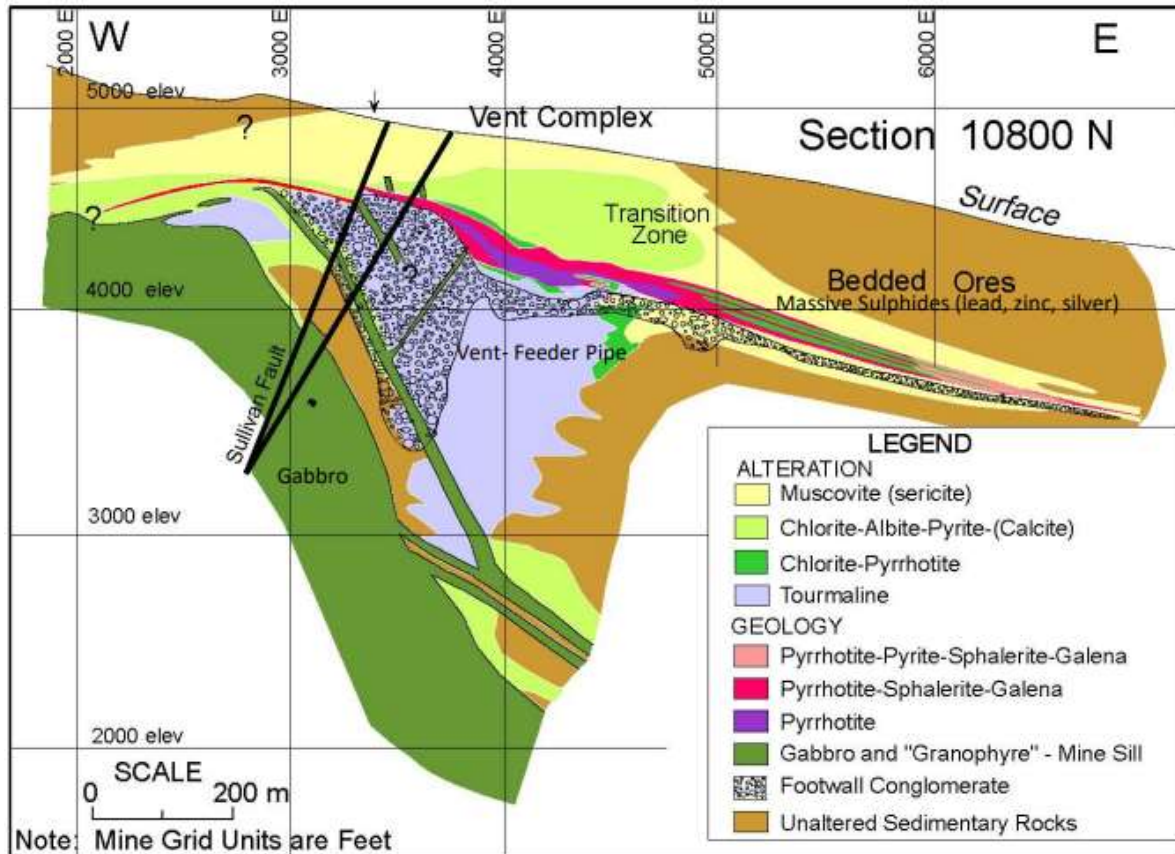 W
E
2000 E
3000 E
4000 E
5000 E
6000 E
5000 elev
?
Vent Complex
Section 10800 N
Surface
Transition
Zone
?
?
Bedded Ores
Massive Sulphides (lead, zinc, silver)
4000 elev
Vent- Feeder Pipe
Sullivan Fault
Gabbro
3000 elev
2000 elev
SCALE
0 200 m
Note: Mine Grid Units are Feet
LEGEND
ALTERATION
Muscovite (sericite)
Chlorite-Albite-Pyrite-(Calcite)
Chlorite-Pyrrhotite
Tourmaline
GEOLOGY
Pyrrhotite-Pyrite-Sphalerite-Galena
Pyrrhotite-Sphalerite-Galena
Pyrrhotite
Gabbro and "Granophyre" - Mine Sill
Footwall Conglomerate
Unaltered Sedimentary Rocks